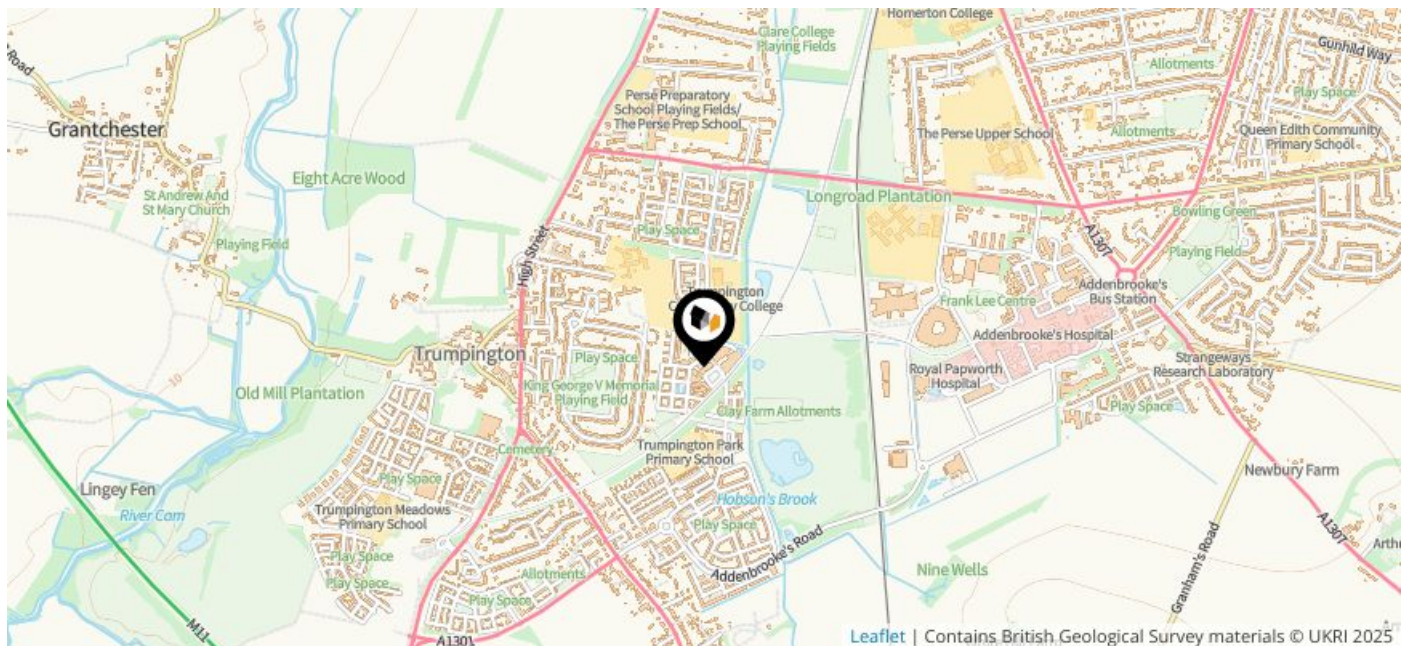 Homerton College
Clare College
Playing Fields
Gunhild Way
Allotments
Play Space
Road
Grantchester
Perse Preparatory
School Playing Fields/
The Perse Prep School
The Perse Upper School
Allotments
Queen Edith Community
Primary School
Eight Acre Wood
St Andrew And
St Mary Church
Longroad Plantation
Bowling Green
Playing Field
High Street
Play Space
A1307
Playing Field
Trumpington
College
Frank Lee Centre
Addenbrooke's
Bus Station
Addenbrooke's Hospital
Trumpington
Play Space
Royal Papworth
Hospital
Strangeways
Research Laboratory
Old Mill Plantation
King George V Memorial
Playing Field
Clay Farm Allotments
Play Space
Cemetery
Trumpington Park
Primary School
Newbury Farm
Lingey Fen
River Cam
Play Space
Trumpington Meadows
Primary School
Hobson's Brook
Play Space
A1307
Play Space
Play Space
Allotments
Play Space
Addenbrooke's Road
Nine Wells
Granham's Road
M11
A1301
10
10
Leaflet | Contains British Geological Survey materials © UKRI 2025